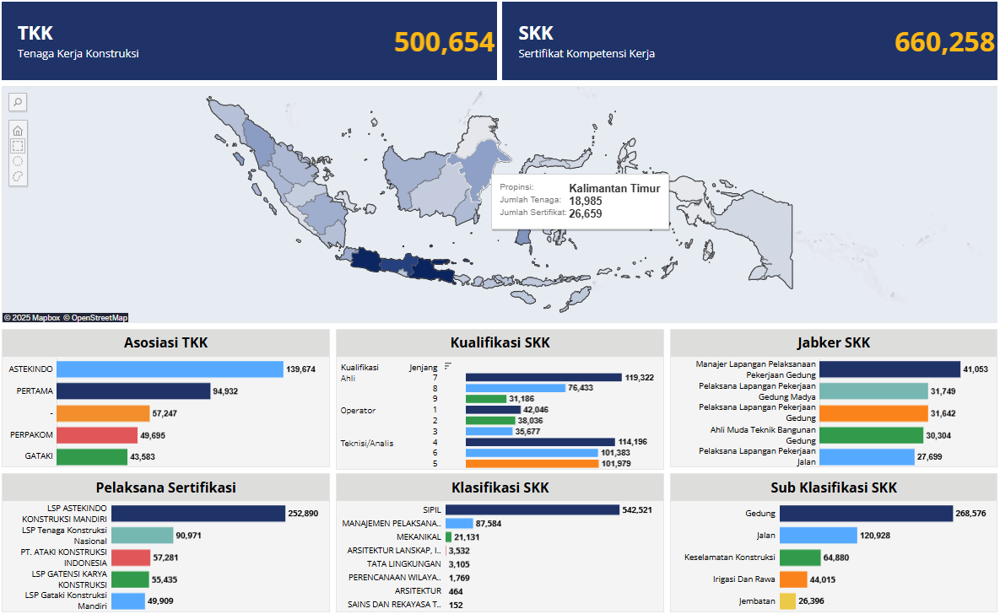 TKK
Tenaga Kerja Konstruksi
500,654
SKK
Sertifikat Kompetensi Kerja
660,258
Propinsi: Kalimantan Timur
Jumlah Tenaga: 18,985
Jumlah Sertifikat: 26,659
© 2025 Mapbox © OpenStreetMap
Asosiasi TKK
ASTEKINDO 139,674
PERTAMA 94,932
- 57,247
PERPAKOM 49,695
GATAKI 43,583
Kualifikasi SKK
Kualifikasi Jenjang
Ahli 7 119,322
8 76,433
9 31,186
Operator 1 42,046
2 38,036
3 35,677
Teknisi/Analis 4 114,196
6 101,383
5 101,979
Jabker SKK
Manajer Lapangan Pelaksanaan
Pekerjaan Gedung 41,053
Pelaksana Lapangan Pekerjaan
Gedung Madya 31,749
Pelaksana Lapangan Pekerjaan
Gedung 31,642
Ahli Muda Teknik Bangunan
Gedung 30,304
Pelaksana Lapangan Pekerjaan
Jalan 27,699
Pelaksana Sertifikasi
LSP ASTEKINDO
KONSTRUKSI MANDIRI 252,890
LSP Tenaga Konstruksi
Nasional 90,971
PT. ATAKI KONSTRUKSI
INDONESIA 57,281
LSP GATENSI KARYA
KONSTRUKSI 55,435
LSP Gataki Konstruksi
Mandiri 49,909
Klasifikasi SKK
SIPIL 542,521
MANAJEMEN PELAKSANA.. 87,584
MEKANIKAL 21,131
ARSITEKTUR LANSKAP, I.. 3,532
TATA LINGKUNGAN 3,105
PERENCANAAN WILAYA.. 1,769
ARSITEKTUR 464
SAINS DAN REKAYASA T.. 152
Sub Klasifikasi SKK
Gedung 268,576
Jalan 120,928
Keselamatan Konstruksi 64,880
Irigasi Dan Rawa 44,015
Jembatan 26,396